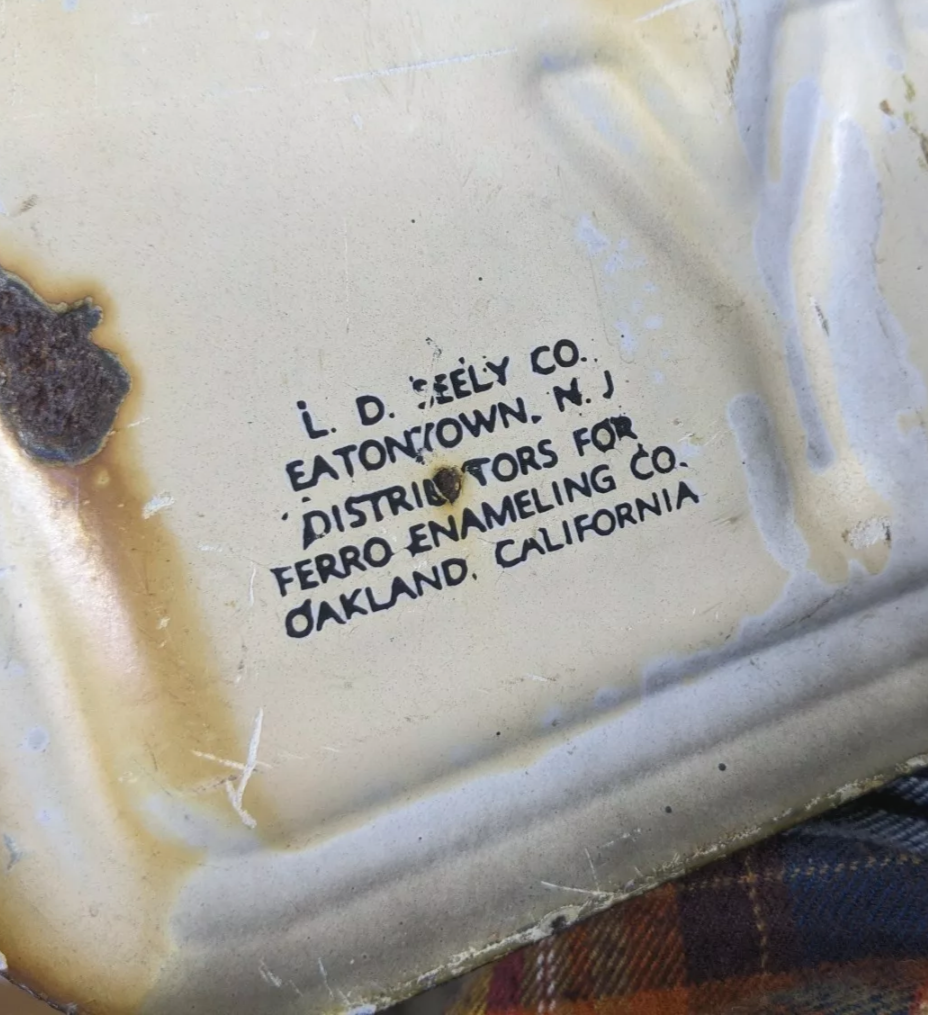 L. D. SEELY CO.
EATONTOWN, N. J
DISTRIBUTORS FOR
FERRO ENAMELING CO.
OAKLAND, CALIFORNIA